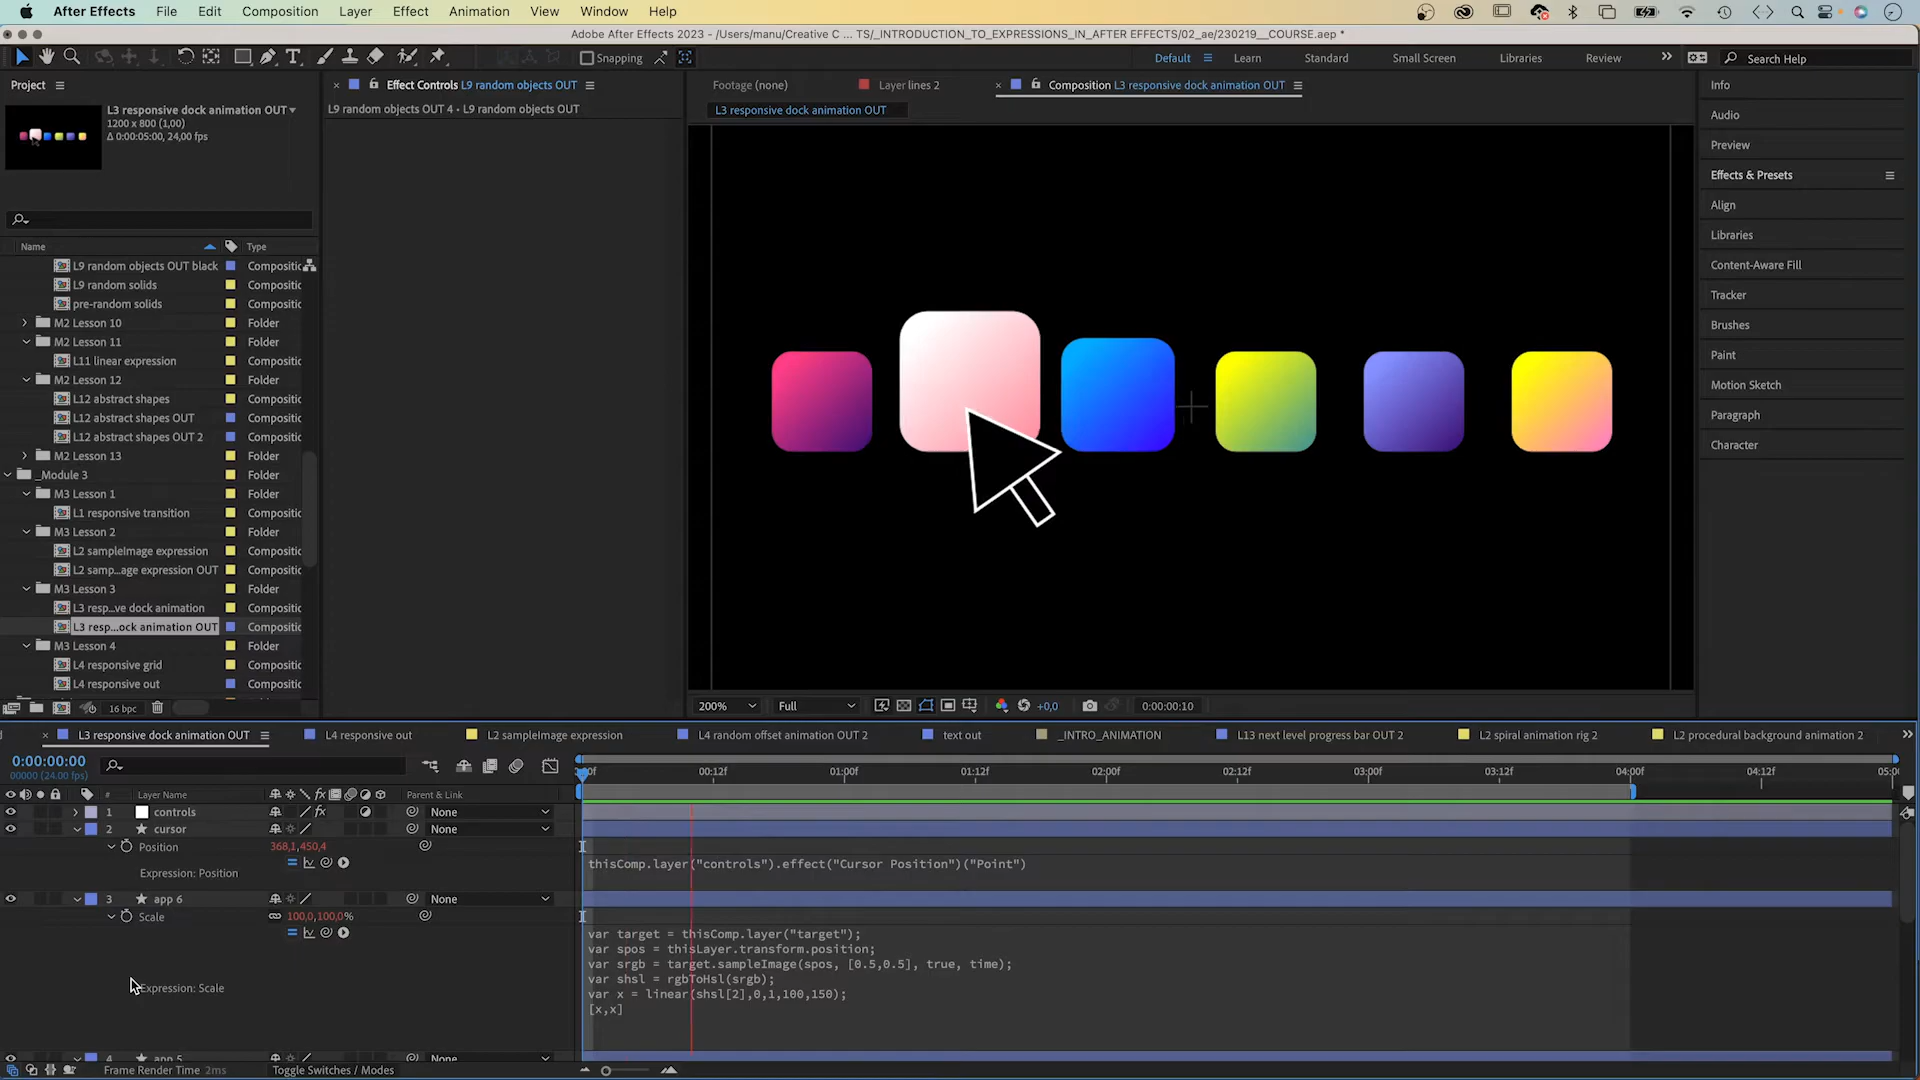 After Effects File Edit Composition Layer Effect Animation View Window Help
Adobe After Effects 2023 - /Users/manu/Creative C ... TS/_INTRODUCTION_TO_EXPRESSIONS_IN_AFTER EFFECTS/02_ae/230219__COURSE.aep *
Snapping Default Learn Standard Small Screen Libraries Review Search Help
Project
L3 responsive dock animation OUT
1200 x 800 (1,00)
Δ 0:00:05:00, 24,00 fps
Name Type
L9 random objects OUT black Compositic
L9 random solids Compositic
pre-random solids Compositic
M2 Lesson 10 Folder
M2 Lesson 11 Folder
L11 linear expression Compositic
M2 Lesson 12 Folder
L12 abstract shapes Compositic
L12 abstract shapes OUT Compositic
L12 abstract shapes OUT 2 Compositic
M2 Lesson 13 Folder
_Module 3 Folder
M3 Lesson 1 Folder
L1 responsive transition Compositic
M3 Lesson 2 Folder
L2 sampleImage expression Compositic
L2 samp...age expression OUT Compositic
M3 Lesson 3 Folder
L3 resp...ve dock animation Compositic
L3 resp...ock animation OUT Compositic
M3 Lesson 4 Folder
L4 responsive grid Compositic
L4 responsive out Compositic
16 bpc
Effect Controls L9 random objects OUT
L9 random objects OUT 4 • L9 random objects OUT
Footage (none) Layer lines 2 Composition L3 responsive dock animation OUT
L3 responsive dock animation OUT
200% Full +0,0 0:00:00:10
Info
Audio
Preview
Effects & Presets
Align
Libraries
Content-Aware Fill
Tracker
Brushes
Paint
Motion Sketch
Paragraph
Character
L3 responsive dock animation OUT L4 responsive out L2 sampleImage expression L4 random offset animation OUT 2 text out _INTRO_ANIMATION L13 next level progress bar OUT 2 L2 spiral animation rig 2 L2 procedural background animation 2
0:00:00:00
00000 (24.00 fps)
00:12f 01:00f 01:12f 02:00f 02:12f 03:00f 03:12f 04:00f 04:12f 05:0
# Layer Name Parent & Link
1 controls None
2 cursor None
Position 368,1,450,4
Expression: Position
thisComp.layer("controls").effect("Cursor Position")("Point")
3 app 6 None
Scale 100,0,100,0%
Expression: Scale
var target = thisComp.layer("target");
var spos = thisLayer.transform.position;
var srgb = target.sampleImage(spos, [0.5,0.5], true, time);
var shsl = rgbToHsl(srgb);
var x = linear(shsl[2],0,1,100,150);
[x,x]
4 app 5 None
Frame Render Time 2ms Toggle Switches / Modes